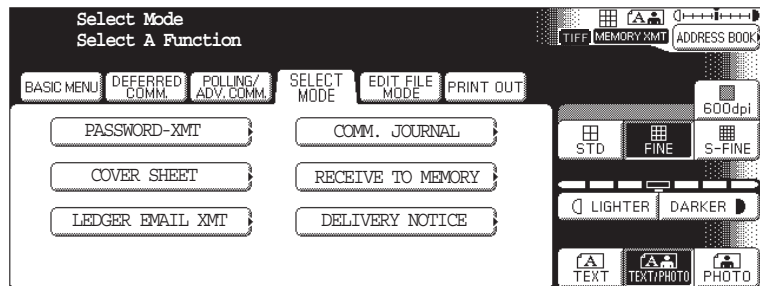 Select Mode
Select A Function
TIFF
MEMORY XMT
ADDRESS BOOK
BASIC MENU
DEFERRED
COMM.
POLLING/
ADV. COMM.
SELECT
MODE
EDIT FILE
MODE
PRINT OUT
600dpi
PASSWORD-XMT
COMM. JOURNAL
STD
FINE
S-FINE
COVER SHEET
RECEIVE TO MEMORY
LIGHTER
DARKER
LEDGER EMAIL XMT
DELIVERY NOTICE
TEXT
TEXT/PHOTO
PHOTO